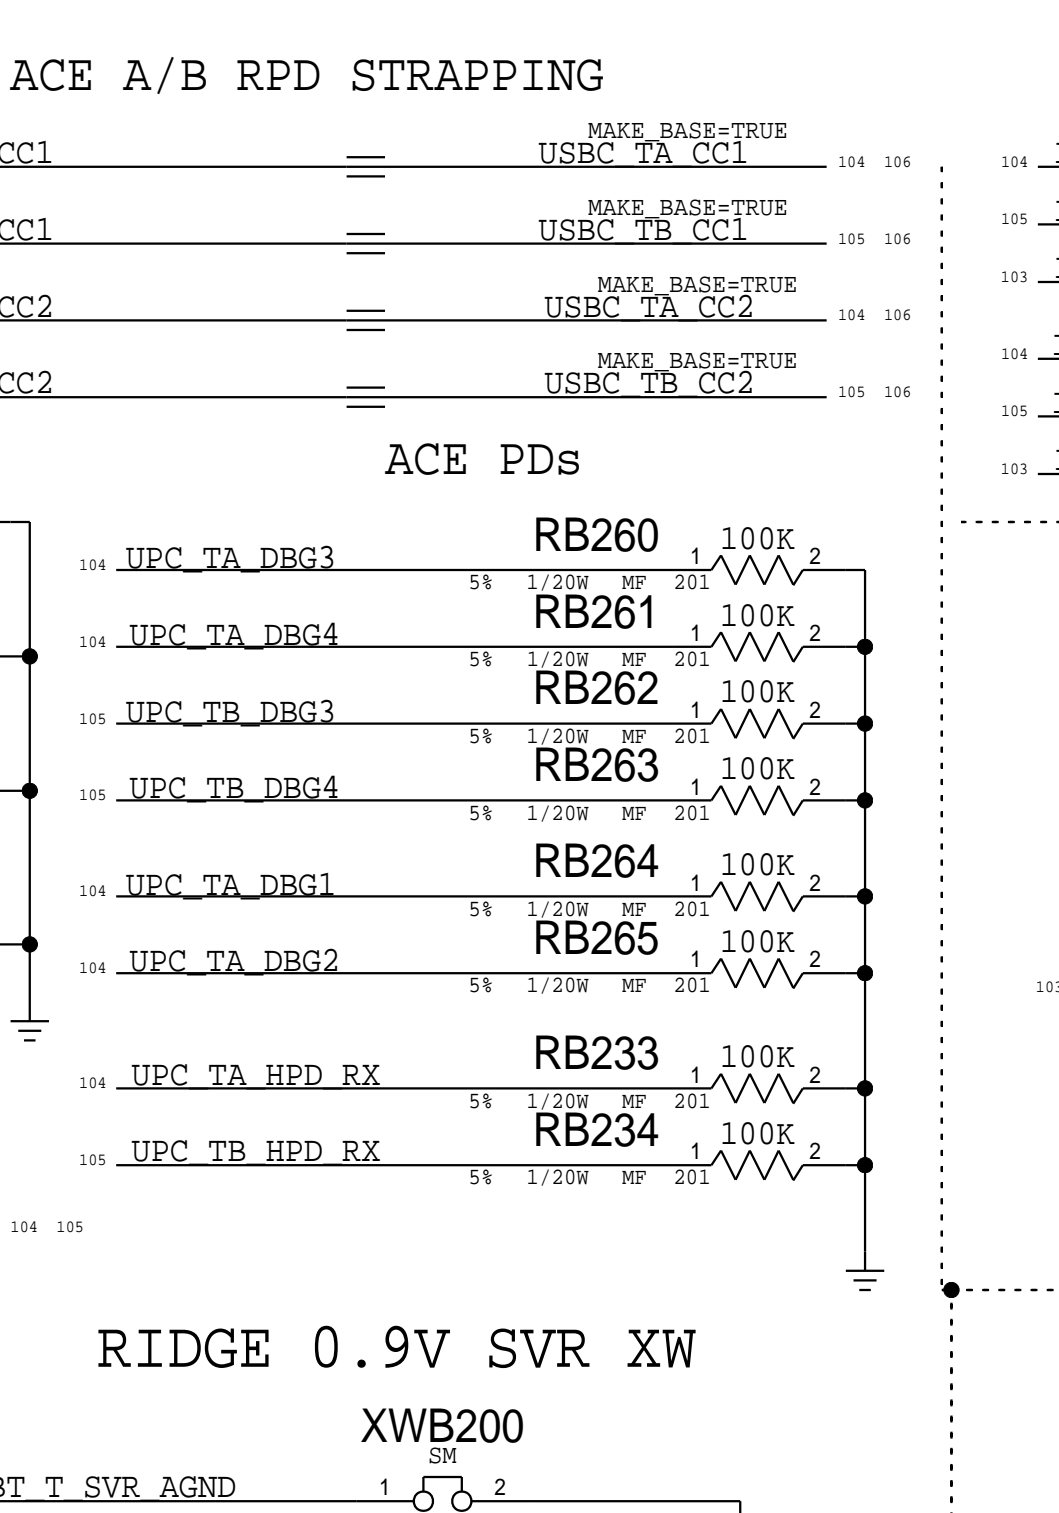 ACE A/B RPD STRAPPING
MAKE_BASE=TRUE
CC1 USBC_TA_CC1 104 106 104
MAKE_BASE=TRUE
CC1 USBC_TB_CC1 105 106 105
103
MAKE_BASE=TRUE
CC2 USBC_TA_CC2 104 106
104
MAKE_BASE=TRUE
CC2 USBC_TB_CC2 105 106
105
ACE PDs
103
RB260
104 UPC_TA_DBG3 1 100K 2
5% 1/20W MF 201
RB261
104 UPC_TA_DBG4 1 100K 2
5% 1/20W MF 201
RB262
105 UPC_TB_DBG3 1 100K 2
5% 1/20W MF 201
RB263
105 UPC_TB_DBG4 1 100K 2
5% 1/20W MF 201
RB264
104 UPC_TA_DBG1 1 100K 2
5% 1/20W MF 201
RB265
104 UPC_TA_DBG2 1 100K 2
5% 1/20W MF 201
103
RB233
104 UPC_TA_HPD_RX 1 100K 2
5% 1/20W MF 201
RB234
105 UPC_TB_HPD_RX 1 100K 2
5% 1/20W MF 201
104 105
RIDGE 0.9V SVR XW
XWB200
SM
BT_T_SVR_AGND 1 2